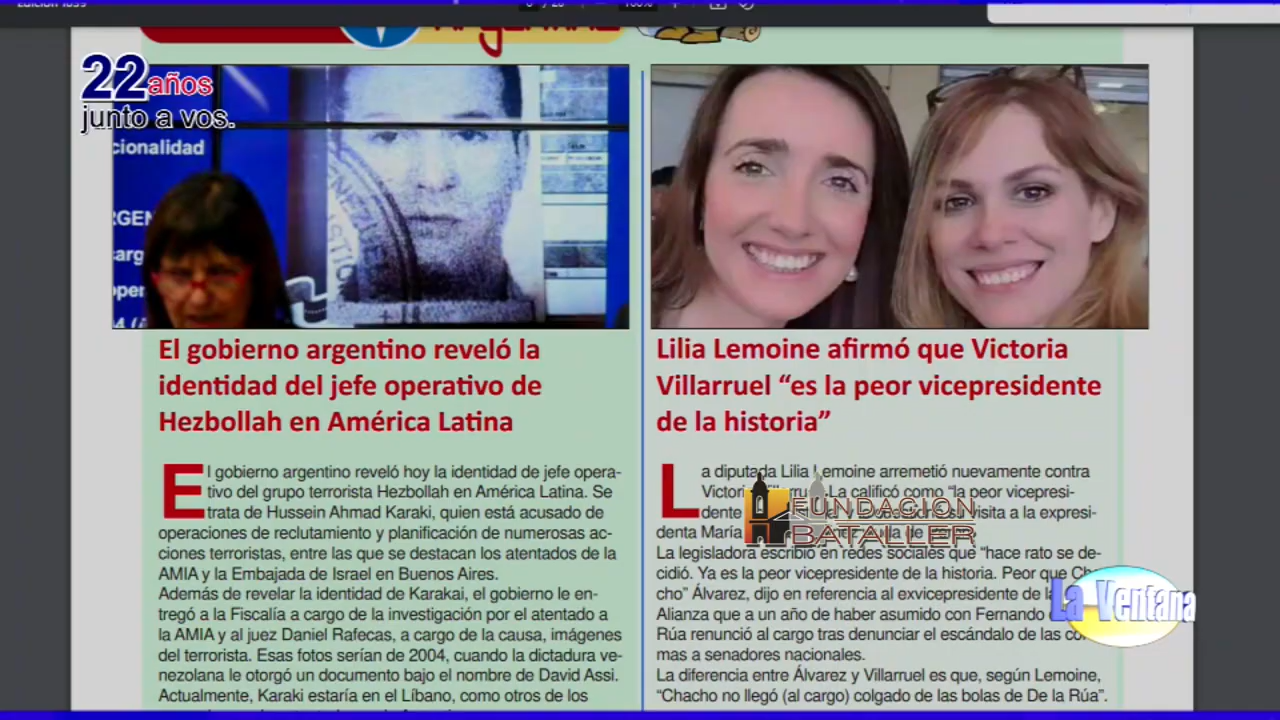 Edición 1039
22 años
junto a vos.
cionalidad
El gobierno argentino reveló la
identidad del jefe operativo de
Hezbollah en América Latina
El gobierno argentino reveló hoy la identidad de jefe opera-
tivo del grupo terrorista Hezbollah en América Latina. Se
trata de Hussein Ahmad Karaki, quien está acusado de
operaciones de reclutamiento y planificación de numerosas ac-
ciones terroristas, entre las que se destacan los atentados de la
AMIA y la Embajada de Israel en Buenos Aires.
Además de revelar la identidad de Karakai, el gobierno le en-
tregó a la Fiscalía a cargo de la investigación por el atentado a
la AMIA y al juez Daniel Rafecas, a cargo de la causa, imágenes
del terrorista. Esas fotos serían de 2004, cuando la dictadura ve-
nezolana le otorgó un documento bajo el nombre de David Assi.
Actualmente, Karaki estaría en el Líbano, como otros de los
Lilia Lemoine afirmó que Victoria
Villarruel “es la peor vicepresidente
de la historia”
La diputada Lilia Lemoine arremetió nuevamente contra
La calificó como “la peor vicepresi-
dente visita a la expresi-
denta María
La legisladora escribió en redes sociales que “hace rato se de-
cidió. Ya es la peor vicepresidente de la historia. Peor que
cho” Álvarez, dijo en referencia al exvicepresidente de la
Alianza que a un año de haber asumido con Fernando
Rúa renunció al cargo tras denunciar el escándalo de las
mas a senadores nacionales.
La diferencia entre Álvarez y Villarruel es que, según Lemoine,
“Chacho no llegó (al cargo) colgado de las bolas de De la Rúa”.
FUNDACION
BATALLER
La Ventana